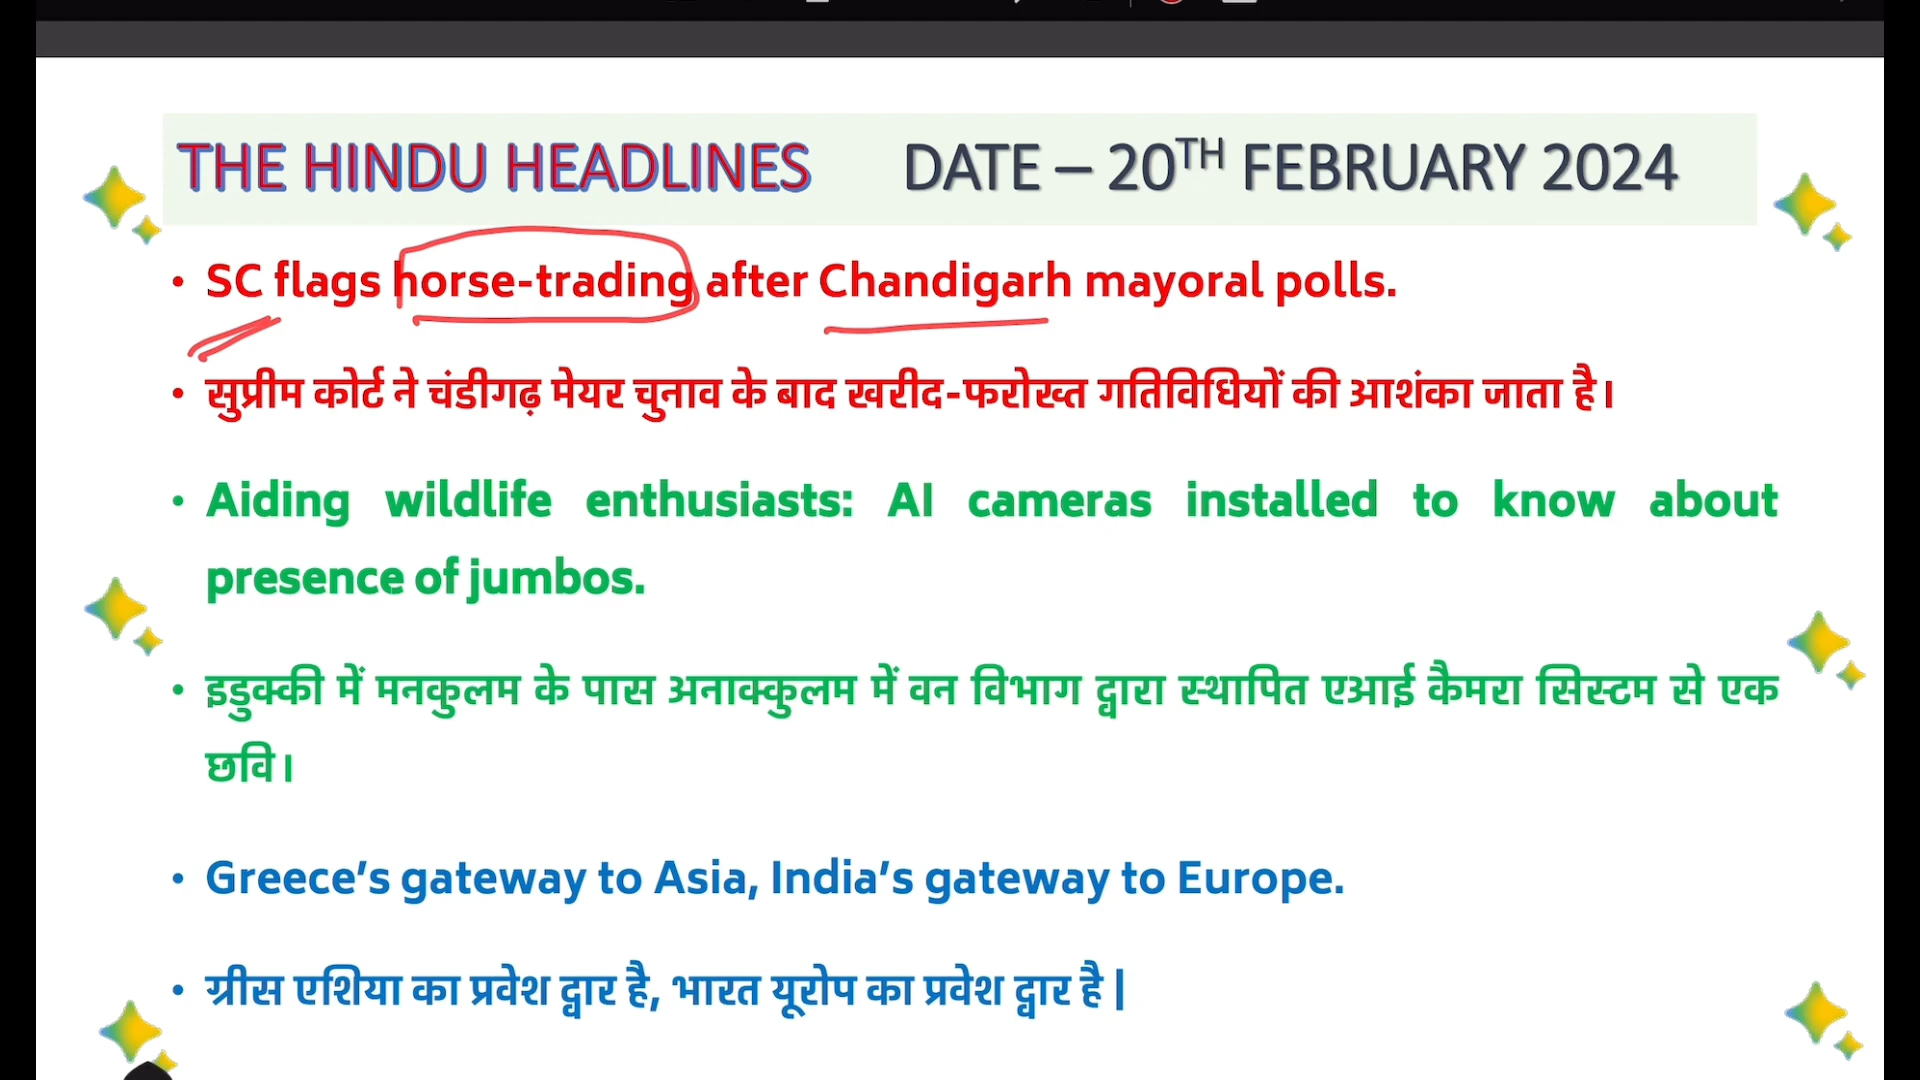 THE HINDU HEADLINES DATE – 20TH FEBRUARY 2024
• SC flags horse-trading after Chandigarh mayoral polls.
• सुप्रीम कोर्ट ने चंडीगढ़ मेयर चुनाव के बाद खरीद-फरोख्त गतिविधियों की आशंका जाता है।
• Aiding wildlife enthusiasts: AI cameras installed to know about
presence of jumbos.
• इडुक्की में मनकुलम के पास अनाक्कुलम में वन विभाग द्वारा स्थापित एआई कैमरा सिस्टम से एक
छवि।
• Greece’s gateway to Asia, India’s gateway to Europe.
• ग्रीस एशिया का प्रवेश द्वार है, भारत यूरोप का प्रवेश द्वार है|